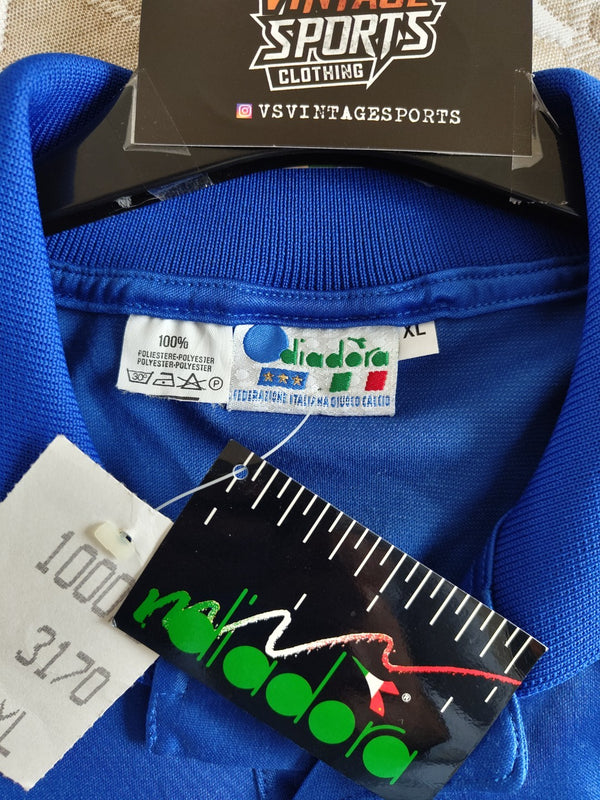 VINTAGE
SPORTS
CLOTHING
VSVINTAGESPORTS
100%
POLIESTERE-POLYESTER
POLYESTER-POLYESTER
30°
P
diadora
FEDERAZIONE ITALIANA GIUOCO CALCIO
XL
1000
3170
XL
diadora
®